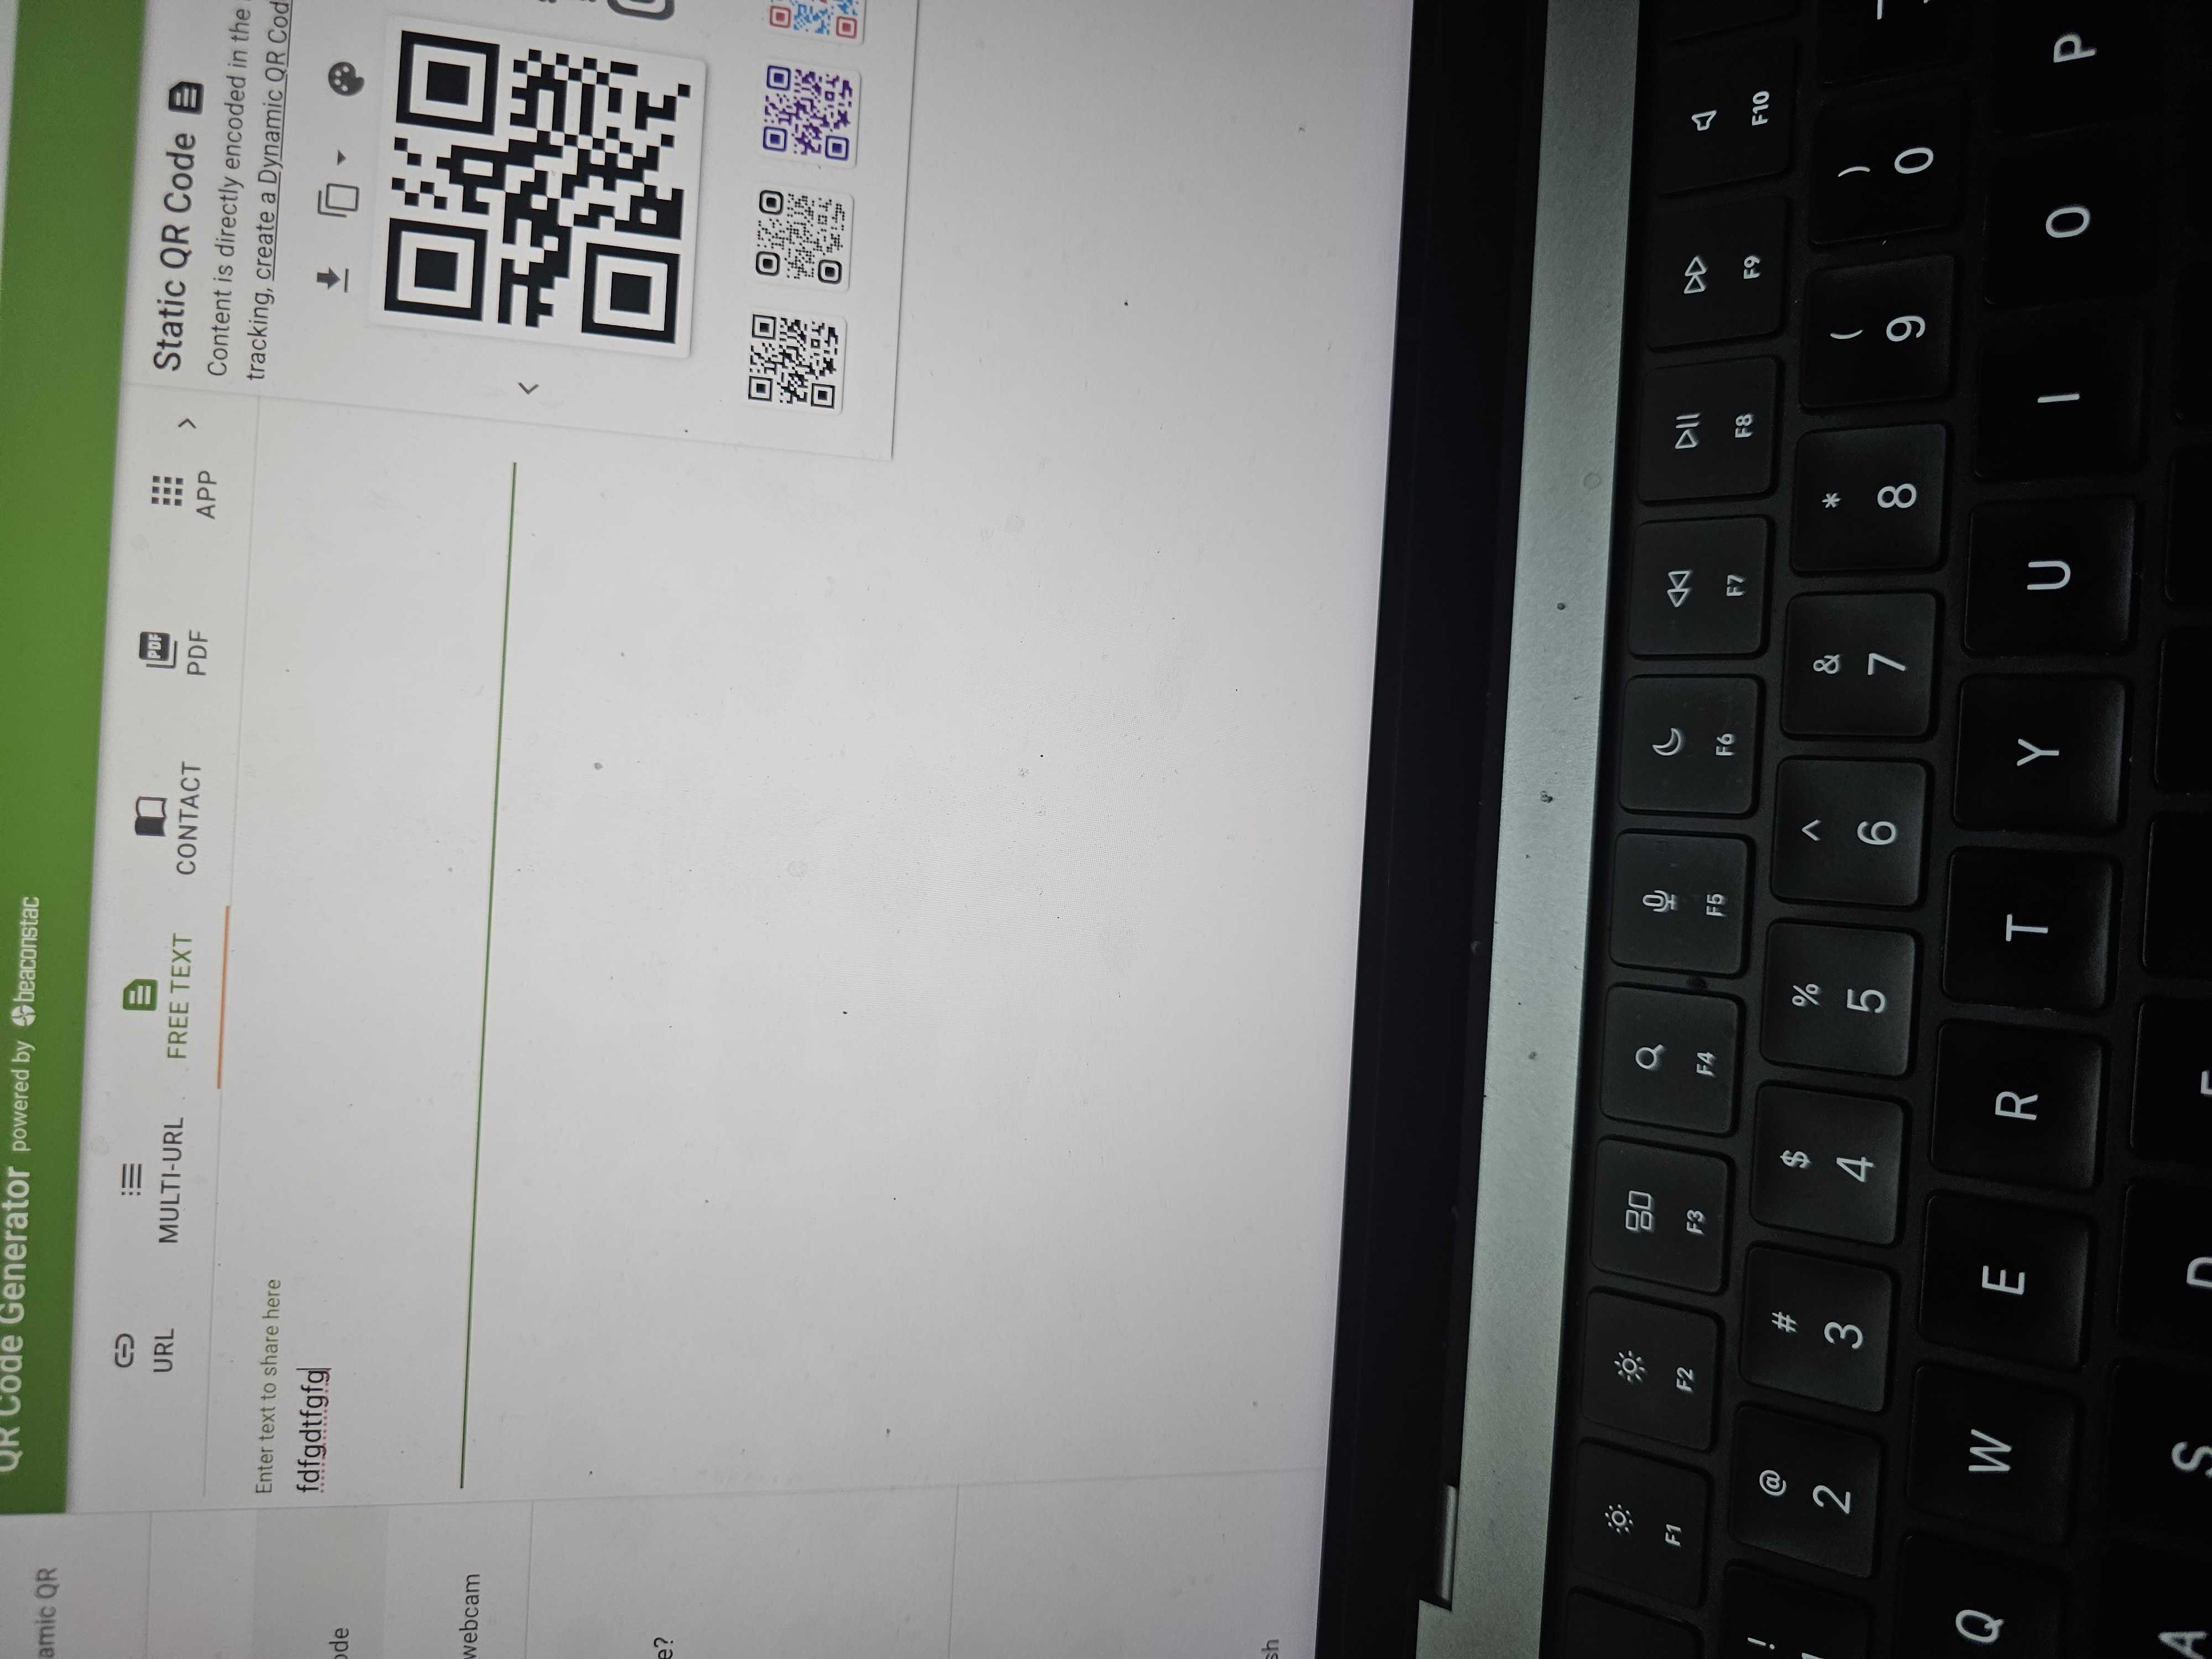 amic QR
QR Code Generator powered by beaconstac
URL
MULTI-URL
FREE TEXT
CONTACT
PDF
PDF
APP
Static QR Code
Content is directly encoded in the
tracking, create a Dynamic QR Cod
Enter text to share here
fdfgdtfgfg
ode
webcam
e?
sh
F1 F2 F3 F4 F5 F6 F7 F8 F9 F10
! @ # $ % ^ & * ( )
2 3 4 5 6 7 8 9 0
Q W E R T Y U I O P
A S D